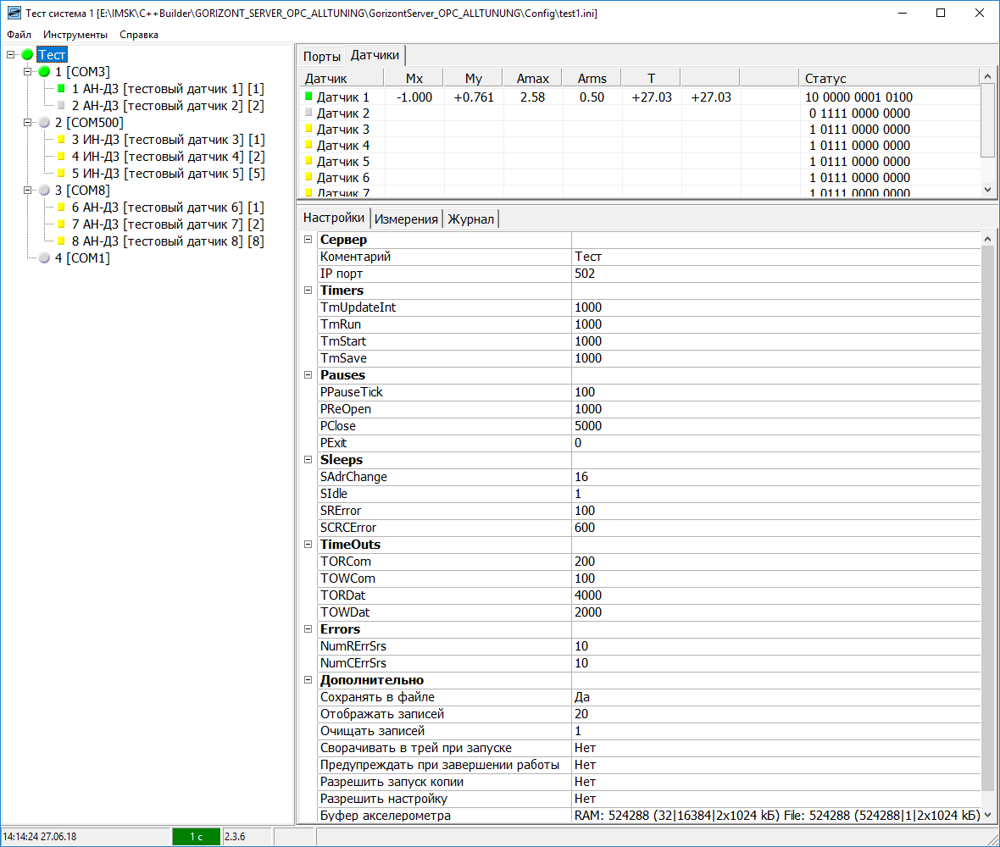 Тест система 1 [E:\IMSK\C++Builder\GORIZONT_SERVER_OPC_ALLTUNING\GorizontServer_OPC_ALLTUNUNG\Config\test1.ini]
Файл Инструменты Справка
Тест
1 [COM3]
1 АН-Д3 [тестовый датчик 1] [1]
2 АН-Д3 [тестовый датчик 2] [2]
2 [COM500]
3 ИН-Д3 [тестовый датчик 3] [1]
4 ИН-Д3 [тестовый датчик 4] [2]
5 ИН-Д3 [тестовый датчик 5] [5]
3 [COM8]
6 АН-Д3 [тестовый датчик 6] [1]
7 АН-Д3 [тестовый датчик 7] [2]
8 АН-Д3 [тестовый датчик 8] [8]
4 [COM1]
Порты Датчики
Датчик Mx My Amax Arms T Статус
Датчик 1 -1.000 +0.761 2.58 0.50 +27.03 +27.03 10 0000 0001 0100
Датчик 2 0 1111 0000 0000
Датчик 3 1 0111 0000 0000
Датчик 4 1 0111 0000 0000
Датчик 5 1 0111 0000 0000
Датчик 6 1 0111 0000 0000
Датчик 7 1 0111 0000 0000
Настройки Измерения Журнал
Сервер
Коментарий Тест
IP порт 502
Timers
TmUpdateInt 1000
TmRun 1000
TmStart 1000
TmSave 1000
Pauses
PPauseTick 100
PReOpen 1000
PClose 5000
PExit 0
Sleeps
SAdrChange 16
SIdle 1
SRError 100
SCRCError 600
TimeOuts
TORCom 200
TOWCom 100
TORDat 4000
TOWDat 2000
Errors
NumRErrSrs 10
NumCErrSrs 10
Дополнительно
Сохранять в файле Да
Отображать записей 20
Очищать записей 1
Сворачивать в трей при запуске Нет
Предупреждать при завершении работы Нет
Разрешить запуск копии Нет
Разрешить настройку Нет
Буфер акселерометра RAM: 524288 (32|16384|2x1024 кБ) File: 524288 (524288|1|2x1024 кБ)
14:14:24 27.06.18 1 с 2.3.6